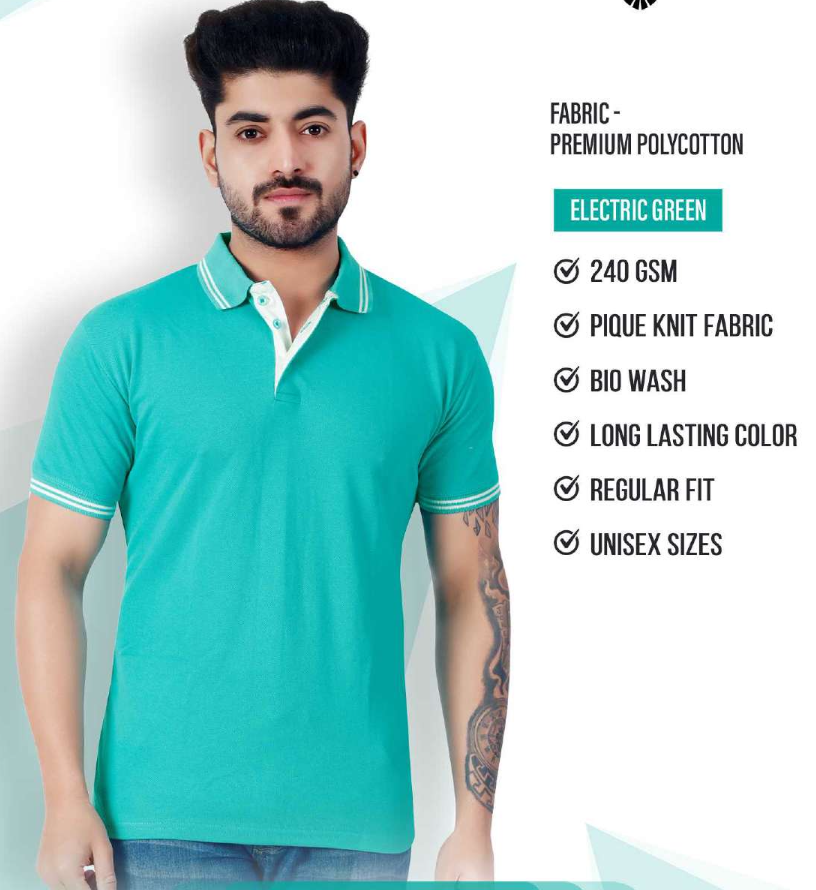 FABRIC -
PREMIUM POLYCOTTON
ELECTRIC GREEN
240 GSM
PIQUE KNIT FABRIC
BIO WASH
LONG LASTING COLOR
REGULAR FIT
UNISEX SIZES